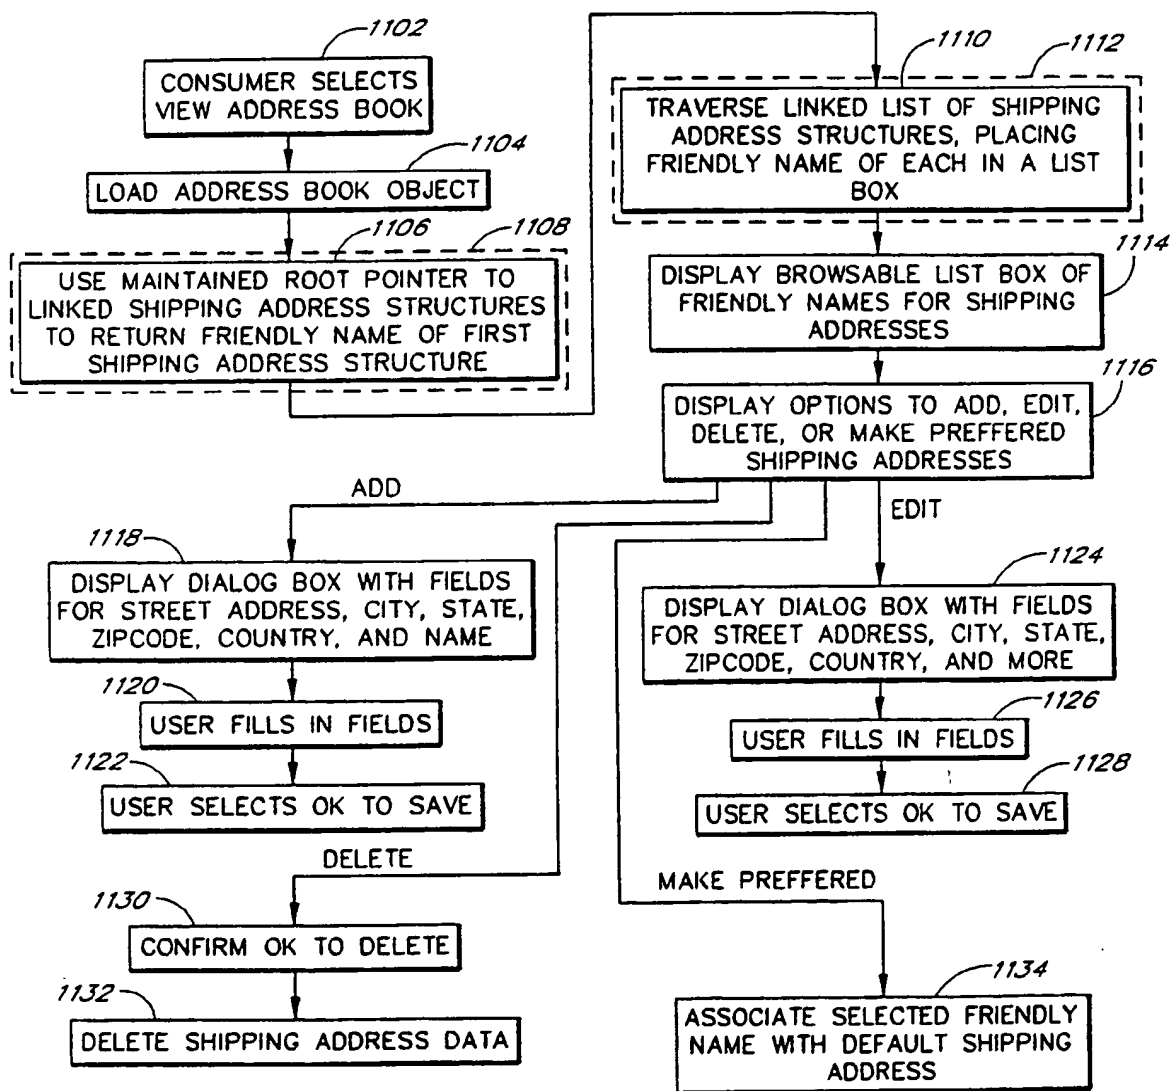 1102
CONSUMER SELECTS
VIEW ADDRESS BOOK
1104
LOAD ADDRESS BOOK OBJECT
1106
1108
USE MAINTAINED ROOT POINTER TO
LINKED SHIPPING ADDRESS STRUCTURES
TO RETURN FRIENDLY NAME OF FIRST
SHIPPING ADDRESS STRUCTURE
1110
1112
TRAVERSE LINKED LIST OF SHIPPING
ADDRESS STRUCTURES, PLACING
FRIENDLY NAME OF EACH IN A LIST
BOX
1114
DISPLAY BROWSABLE LIST BOX OF
FRIENDLY NAMES FOR SHIPPING
ADDRESSES
1116
DISPLAY OPTIONS TO ADD, EDIT,
DELETE, OR MAKE PREFFERED
SHIPPING ADDRESSES
ADD
1118
DISPLAY DIALOG BOX WITH FIELDS
FOR STREET ADDRESS, CITY, STATE,
ZIPCODE, COUNTRY, AND NAME
1120
USER FILLS IN FIELDS
1122
USER SELECTS OK TO SAVE
EDIT
1124
DISPLAY DIALOG BOX WITH FIELDS
FOR STREET ADDRESS, CITY, STATE,
ZIPCODE, COUNTRY, AND MORE
1126
USER FILLS IN FIELDS
1128
USER SELECTS OK TO SAVE
DELETE
1130
CONFIRM OK TO DELETE
1132
DELETE SHIPPING ADDRESS DATA
MAKE PREFFERED
1134
ASSOCIATE SELECTED FRIENDLY
NAME WITH DEFAULT SHIPPING
ADDRESS